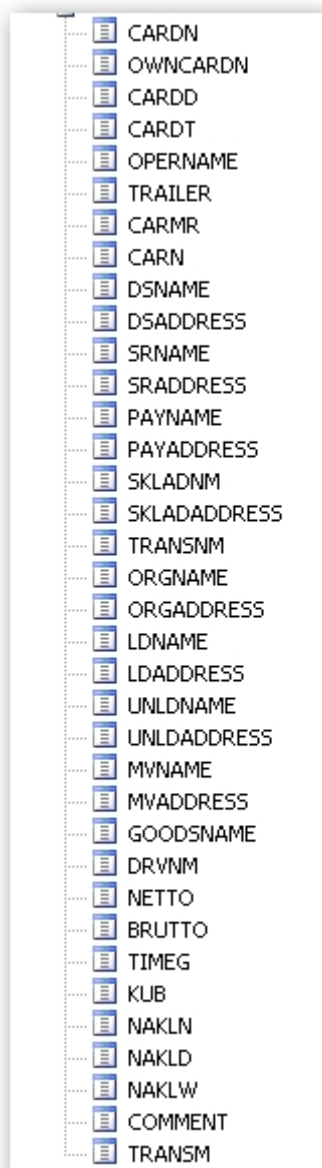 CARDN
OWNCARDN
CARDD
CARDT
OPERNAME
TRAILER
CARMR
CARN
DSNAME
DSADDRESS
SRNAME
SRADDRESS
PAYNAME
PAYADDRESS
SKLADNM
SKLADADDRESS
TRANSNM
ORGNAME
ORGADDRESS
LDNAME
LDADDRESS
UNLDNAME
UNLDADDRESS
MVNAME
MVADDRESS
GOODSNAME
DRVNM
NETTO
BRUTTO
TIMEG
KUB
NAKLN
NAKLD
NAKLW
COMMENT
TRANSM